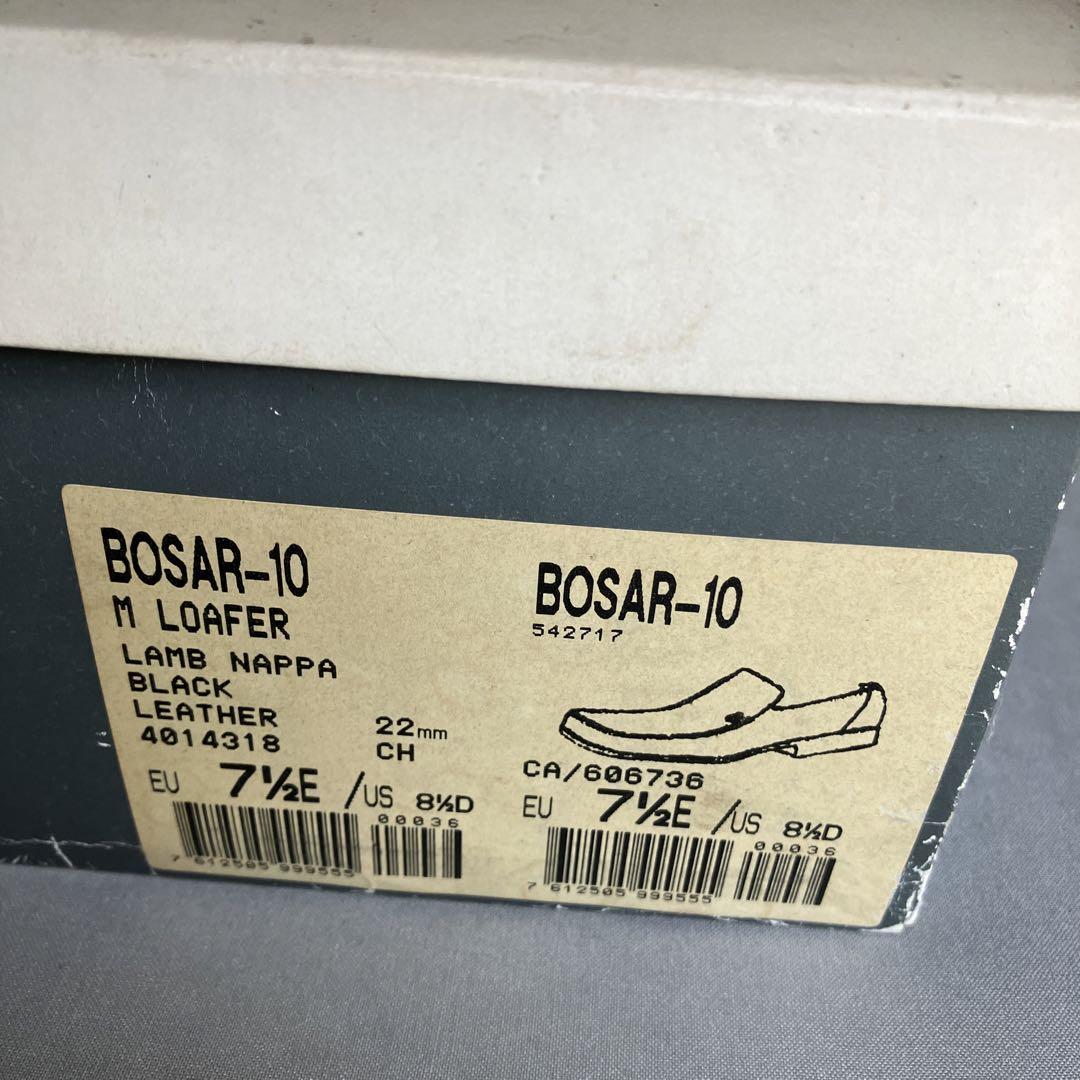 BOSAR-10
M LOAFER
LAMB NAPPA
BLACK
LEATHER
4014318
22mm
CH
EU 7½E /US 8½D
00036
7 612505 999555
BOSAR-10
542717
CA/606736
EU 7½E /US 8½D
00036
7 612505 999555